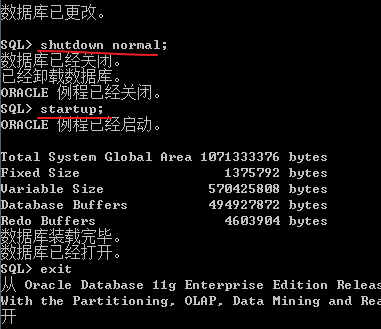 数据库已更改。
SQL> shutdown normal;
数据库已经关闭。
已经卸载数据库。
ORACLE 例程已经关闭。
SQL> startup;
ORACLE 例程已经启动。
Total System Global Area 1071333376 bytes
Fixed Size 1375792 bytes
Variable Size 570425808 bytes
Database Buffers 494927872 bytes
Redo Buffers 4603904 bytes
数据库装载完毕。
数据库已经打开。
SQL> exit
从 Oracle Database 11g Enterprise Edition Relea
With the Partitioning, OLAP, Data Mining and Rea
开